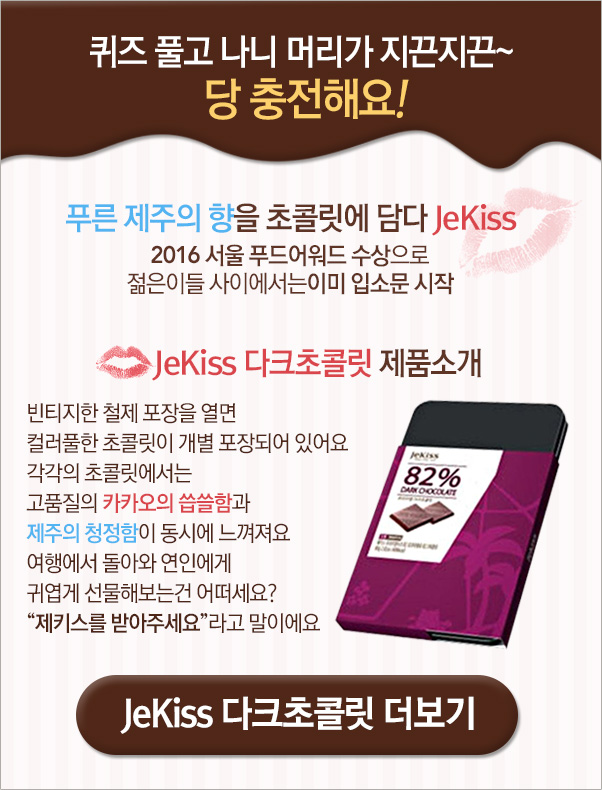 퀴즈 풀고 나니 머리가 지끈지끈~
당 충전해요!
푸른 제주의 향을 초콜릿에 담다 JeKiss
2016 서울 푸드어워드 수상으로
젊은이들 사이에서는이미 입소문 시작
JeKiss 다크초콜릿 제품소개
빈티지한 철제 포장을 열면
컬러풀한 초콜릿이 개별 포장되어 있어요
각각의 초콜릿에서는
고품질의 카카오의 씁쓸함과
제주의 청정함이 동시에 느껴져요
여행에서 돌아와 연인에게
귀엽게 선물해보는건 어떠세요?
“제키스를 받아주세요”라고 말이에요
JeKiss
82%
DARK CHOCOLATE
JeKiss 다크초콜릿 더보기